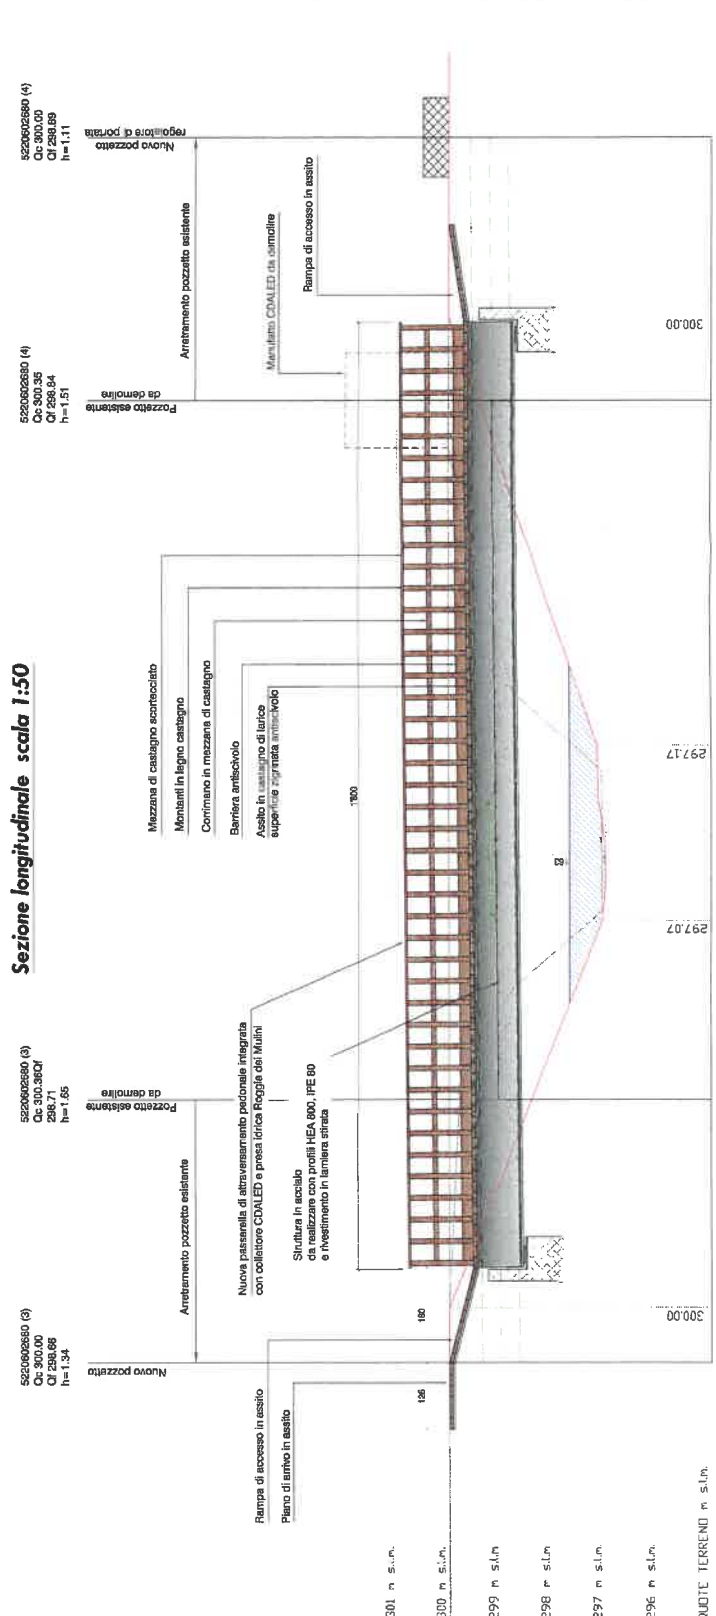 Sezione longitudinale scala 1:50
5220602680 (3)
Qc 300.00
Qf 298.66
h=1.34
Nuovo pozzetto
5220602680 (3)
Qc 300.36Qf
298.71
h=1.65
Pozzetto esistente
da demolire
5220602680 (4)
Qc 300.35
Qf 298.84
h=1.51
Pozzetto esistente
da demolire
5220602680 (4)
Qc 300.00
Qf 298.89
h=1.11
Nuovo pozzetto
regolatore di portata
Arretramento pozzetto esistente
Arretramento pozzetto esistente
Mezzana di castagno scortecciato
Montanti in legno castagno
Corrimano in mezzana di castagno
Barriera antiscivolo
Assito in castagno di larice
superficie zigrinata antiscivolo
Nuova passarella di attraversamento pedonale integrata
con collettore CDALED e presa idrica Roggia dei Mulini
Struttura in acciaio
da realizzare con profili HEA 800, IPE 80
e rivestimento in lamiera stirata
Manufatto CDALED da demolire
Rampa di accesso in assito
Rampa di accesso in assito
Piano di arrivo in assito
1'800
160
126
63
301 m s.l.m.
300 m s.l.m.
299 m s.l.m
298 m s.l.m
297 m s.l.m.
296 m s.l.m.
QUOTE TERRENO m s.l.m.
300.00
297.07
297.17
300.00